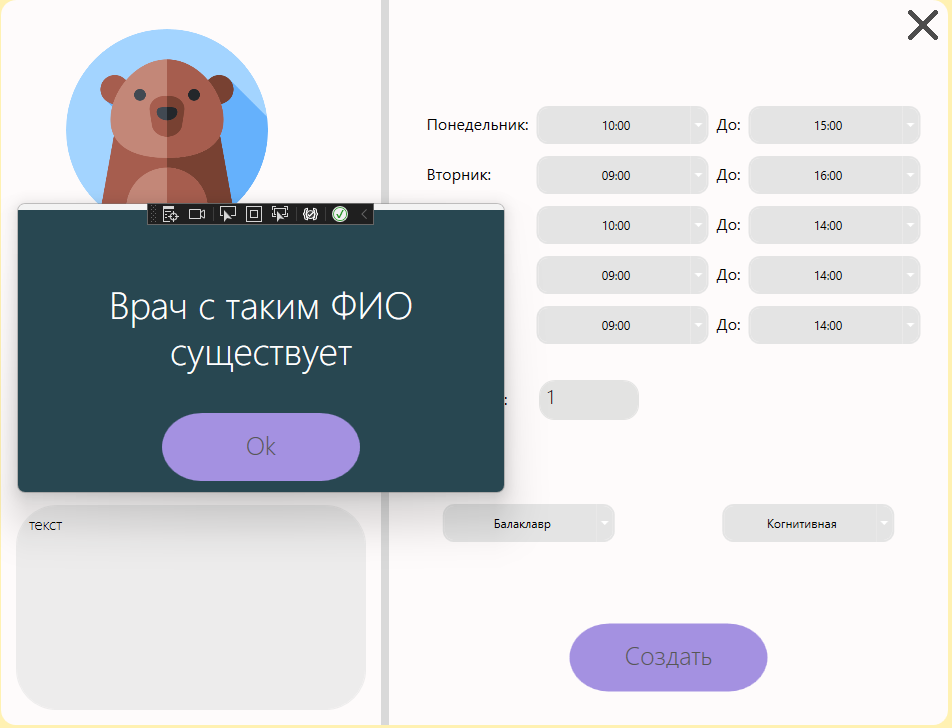 Понедельник: 10:00 До: 15:00
Вторник: 09:00 До: 16:00
10:00 До: 14:00
09:00 До: 14:00
09:00 До: 14:00
: 1
Врач с таким ФИО
существует
Ok
текст
Балаклавр Когнитивная
Создать